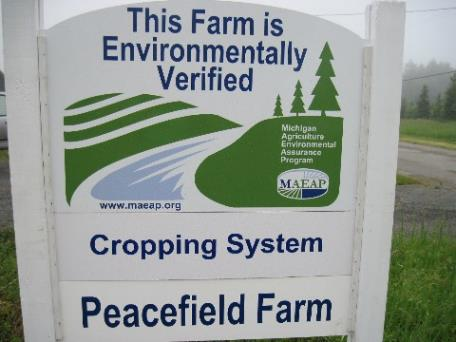 This Farm is
Environmentally
Verified
Michigan
Agriculture
Environmental
Assurance
Program
MAEAP
www.maeap.org
Cropping System
Peacefield Farm